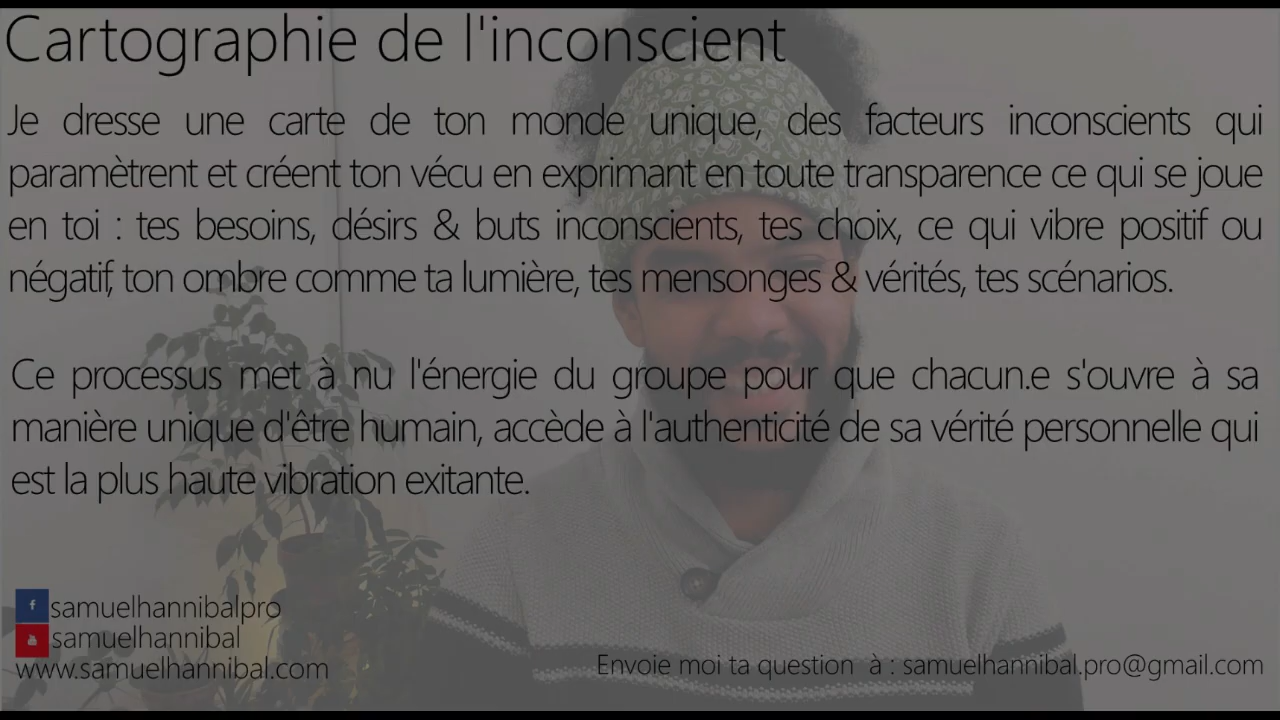 Cartographie de l'inconscient
Je dresse une carte de ton monde unique, des facteurs inconscients qui
paramètrent et créent ton vécu en exprimant en toute transparence ce qui se joue
en toi : tes besoins, désirs & buts inconscients, tes choix, ce qui vibre positif ou
négatif, ton ombre comme ta lumière, tes mensonges & vérités, tes scénarios.
Ce processus met à nu l'énergie du groupe pour que chacun.e s'ouvre à sa
manière unique d'être humain, accède à l'authenticité de sa vérité personnelle qui
est la plus haute vibration exitante.
samuelhannibalpro
samuelhannibal
www.samuelhannibal.com
Envoie moi ta question à : samuelhannibal.pro@gmail.com